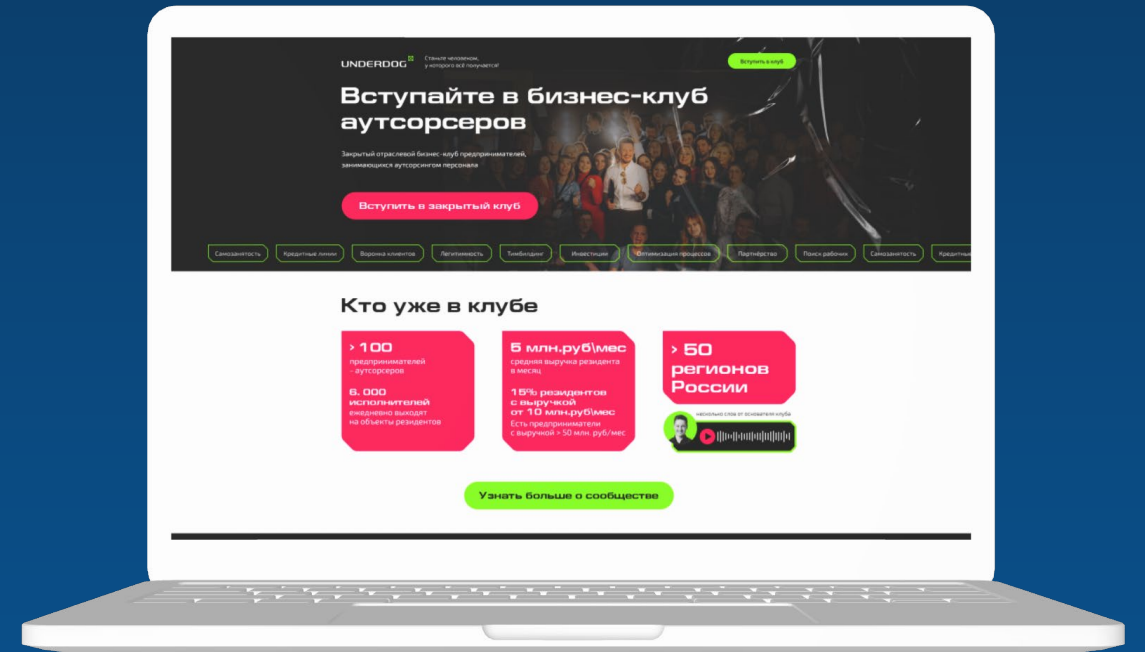 UNDERDOG
Станьте человеком,
у которого всё получается!
Вступить в клуб
Вступайте в бизнес-клуб
аутсорсеров
Закрытый отраслевой бизнес-клуб предпринимателей,
занимающихся аутсорсингом персонала
Вступить в закрытый клуб
Самозанятость
Кредитные линии
Воронка клиентов
Легитимность
Тимбилдинг
Инвестиции
Оптимизация процессов
Партнёрство
Поиск рабочих
Самозанятость
Кредитные
Кто уже в клубе
> 100
предпринимателей
- аутсорсеров
6. 000
исполнителей
ежедневно выходят
на объекты резидентов
5 млн.руб\мес
средняя выручка резидента
в месяц
15% резидентов
с выручкой
от 10 млн.руб\мес
Есть предприниматели
с выручкой > 50 млн. руб/мес
> 50
регионов
России
несколько слов от основателя клуба
Узнать больше о сообществе